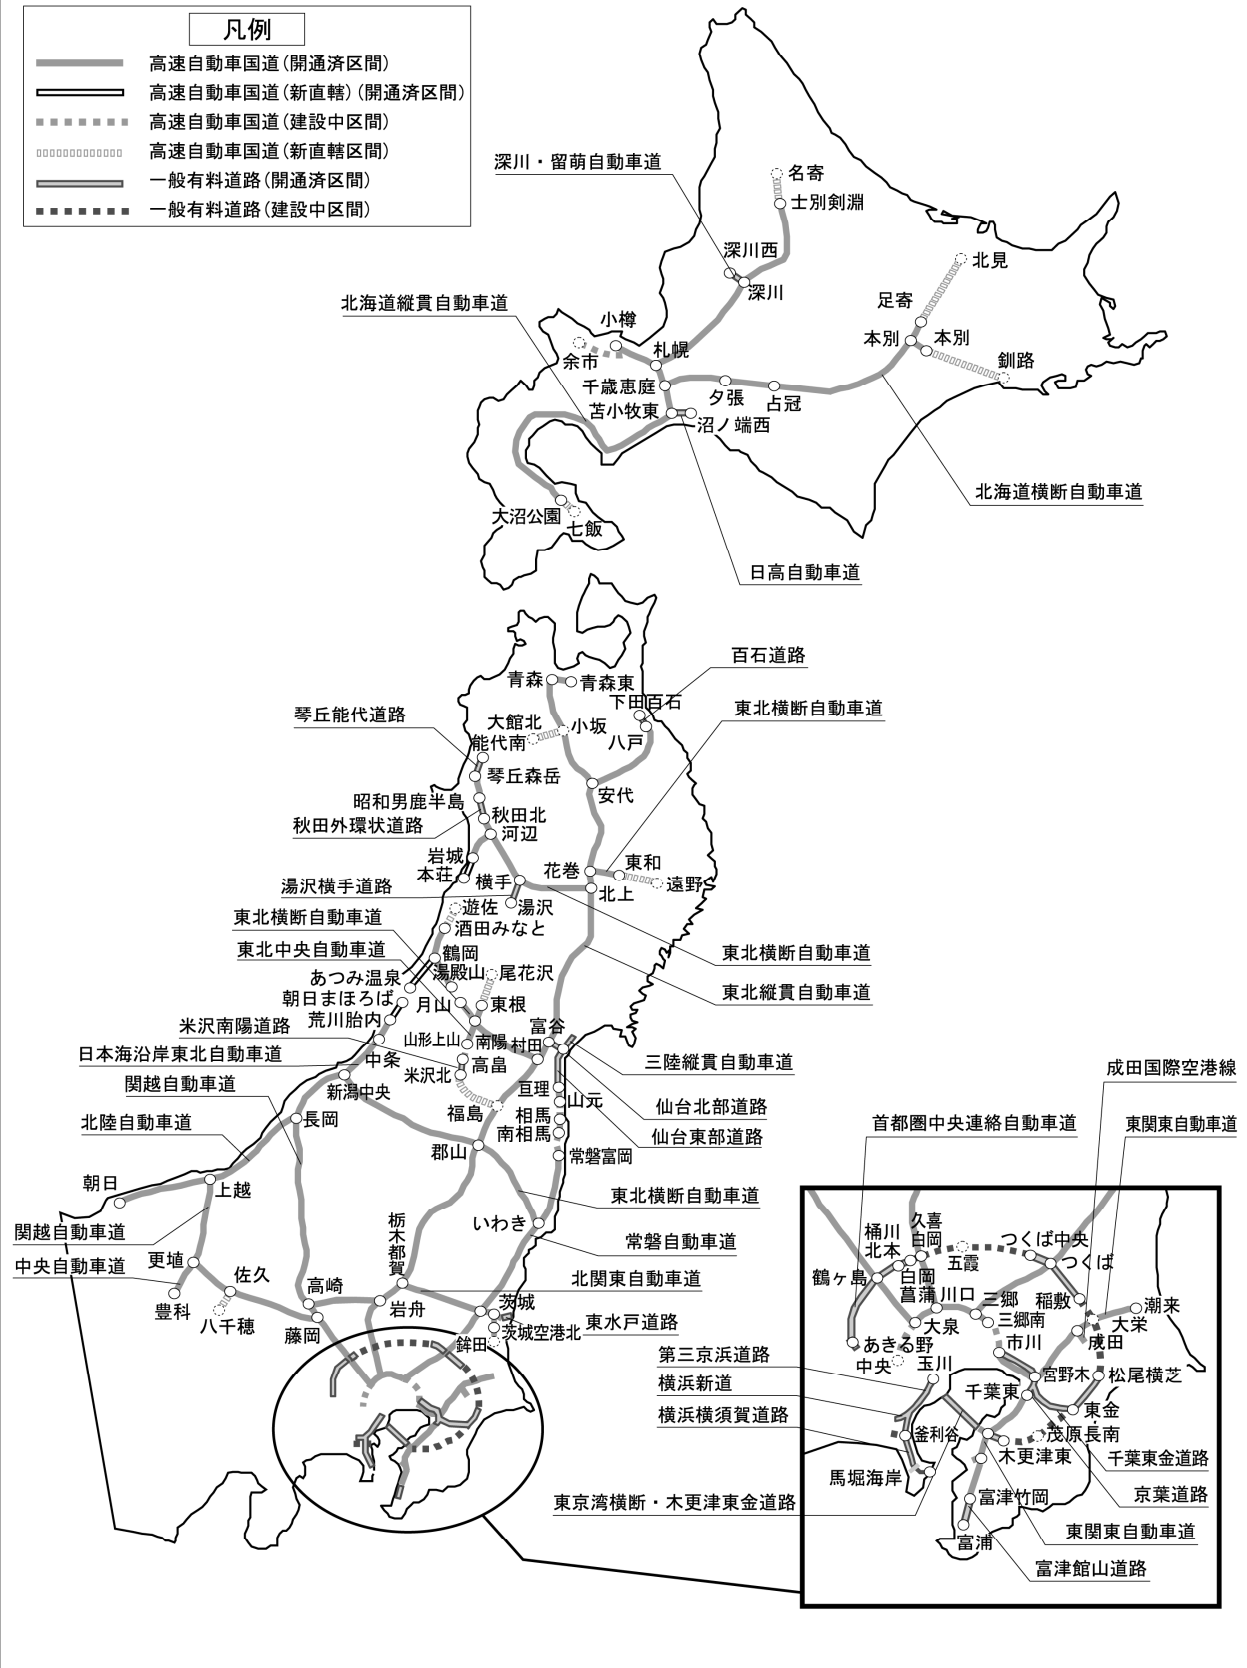 凡例
高速自動車国道(開通済区間)
高速自動車国道(新直轄)(開通済区間)
高速自動車国道(建設中区間)
高速自動車国道(新直轄区間)
一般有料道路(開通済区間)
一般有料道路(建設中区間)
深川・留萌自動車道
名寄
士別剣淵
深川西
深川
北見
足寄
本別
本別
釧路
北海道縦貫自動車道
小樽
余市
札幌
千歳恵庭
夕張
占冠
苫小牧東
沼ノ端西
北海道横断自動車道
大沼公園
七飯
日高自動車道
百石道路
青森
青森東
下田百石
東北横断自動車道
琴丘能代道路
大館北
小坂
能代南
八戸
琴丘森岳
安代
昭和男鹿半島
秋田北
秋田外環状道路
河辺
岩城
本荘
花巻
東和
横手
北上
遠野
湯沢横手道路
湯沢
遊佐
東北横断自動車道
酒田みなと
東北中央自動車道
鶴岡
東北横断自動車道
湯殿山
尾花沢
あつみ温泉
朝日まほろば
月山
東根
東北縦貫自動車道
荒川胎内
米沢南陽道路
山形上山
南陽
村田
富谷
日本海沿岸東北自動車道
中条
高畠
三陸縦貫自動車道
関越自動車道
新潟中央
米沢北
亘理
山元
仙台北部道路
福島
相馬
北陸自動車道
長岡
南相馬
仙台東部道路
郡山
常磐富岡
朝日
上越
東北横断自動車道
関越自動車道
栃木都賀
いわき
常磐自動車道
更埴
中央自動車道
佐久
高崎
北関東自動車道
豊科
八千穂
岩舟
茨城
藤岡
茨城空港北
東水戸道路
鉾田
成田国際空港線
首都圏中央連絡自動車道
東関東自動車道
桶川北本
久喜白岡
つくば中央
五霞
つくば
鶴ヶ島
白岡菖蒲
川口
三郷
稲敷
潮来
三郷南
大泉
大栄
あきる野
市川
成田
第三京浜道路
中央
玉川
宮野木
松尾横芝
横浜新道
千葉東
東金
横浜横須賀道路
釜利谷
茂原長南
木更津東
千葉東金道路
馬堀海岸
東京湾横断・木更津東金道路
富津竹岡
京葉道路
東関東自動車道
富浦
富津館山道路